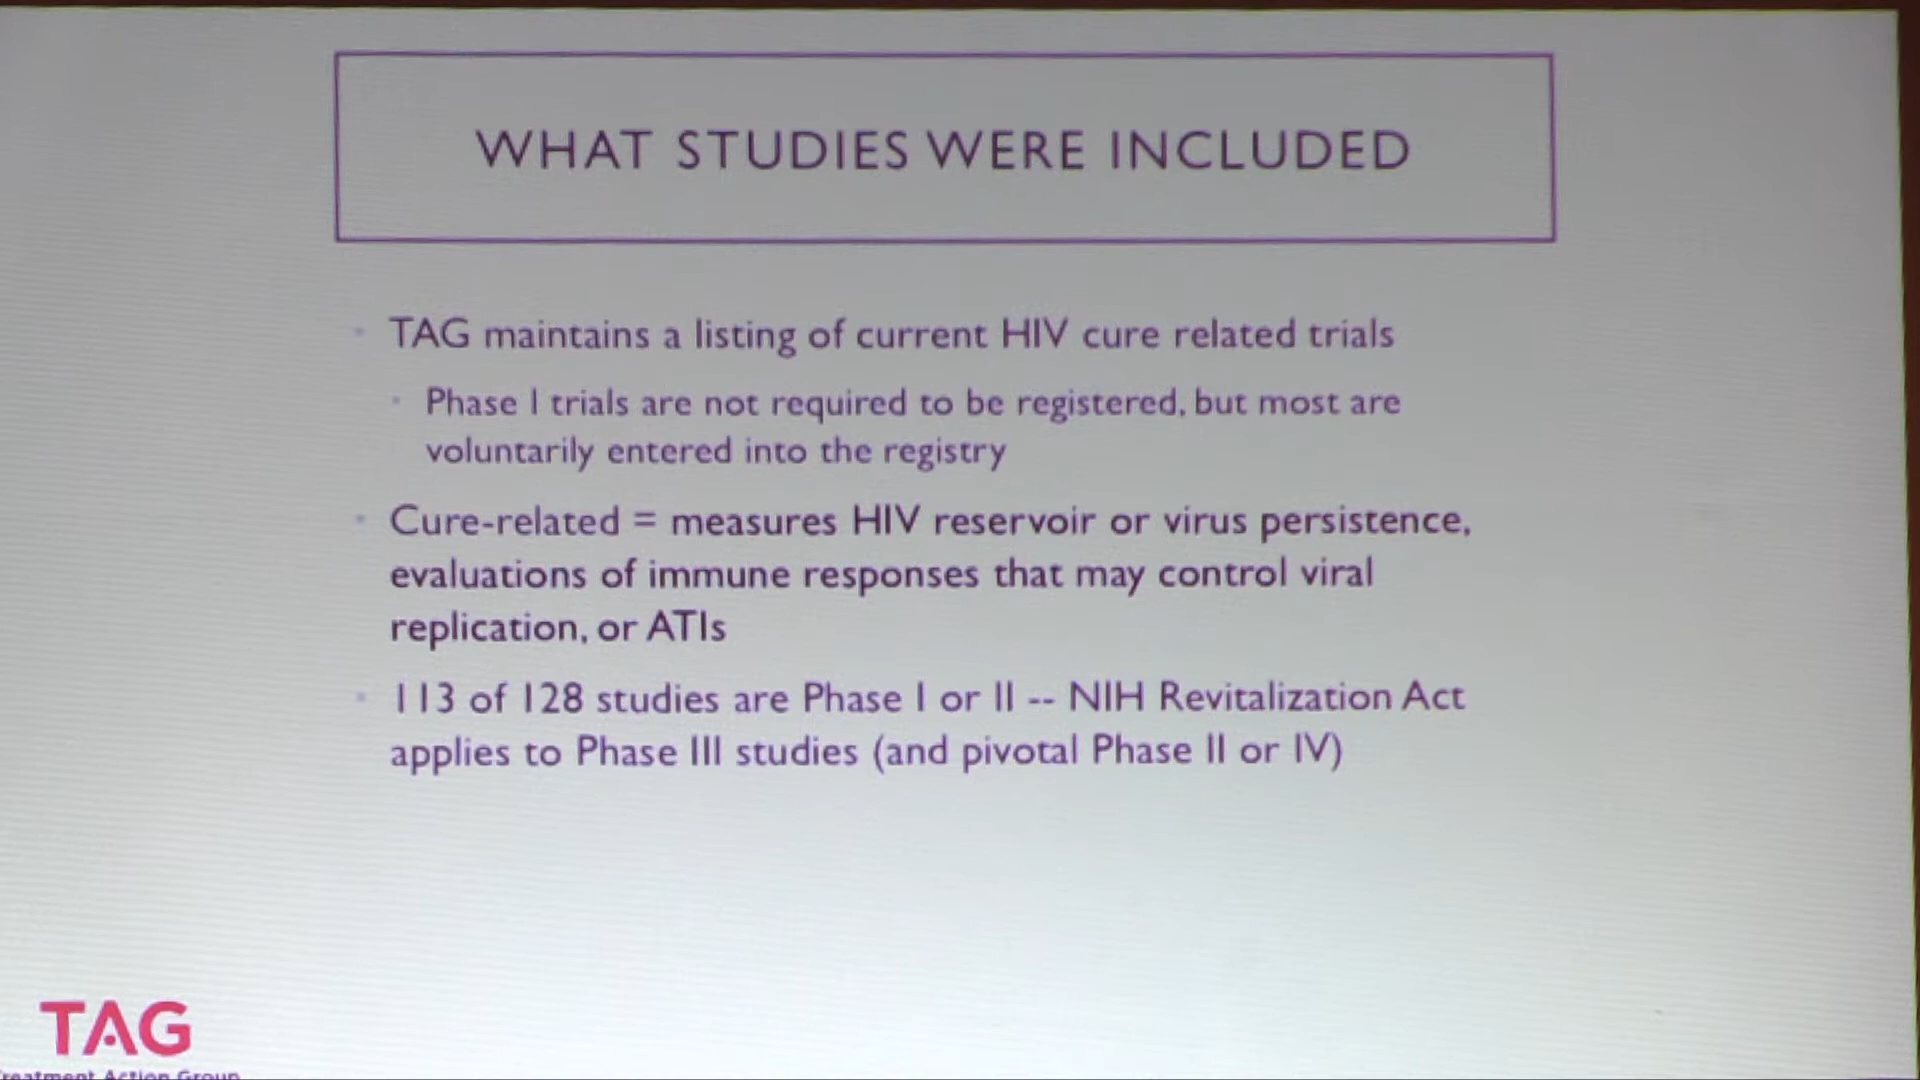 WHAT STUDIES WERE INCLUDED
TAG maintains a listing of current HIV cure related trials
Phase I trials are not required to be registered, but most are
voluntarily entered into the registry
Cure-related = measures HIV reservoir or virus persistence,
evaluations of immune responses that may control viral
replication, or ATIs
113 of 128 studies are Phase I or II -- NIH Revitalization Act
applies to Phase III studies (and pivotal Phase II or IV)
TAG
Treatment Action Group